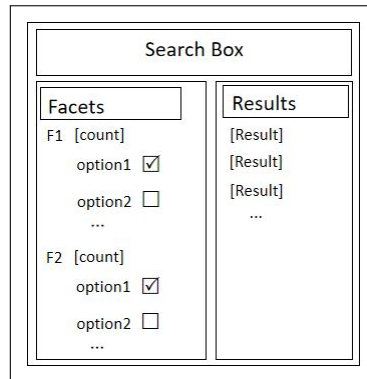 Search Box
Facets
F1 [count]
option1 ☑
option2 ☐
...
F2 [count]
option1 ☑
option2 ☐
...
Results
[Result]
[Result]
[Result]
...